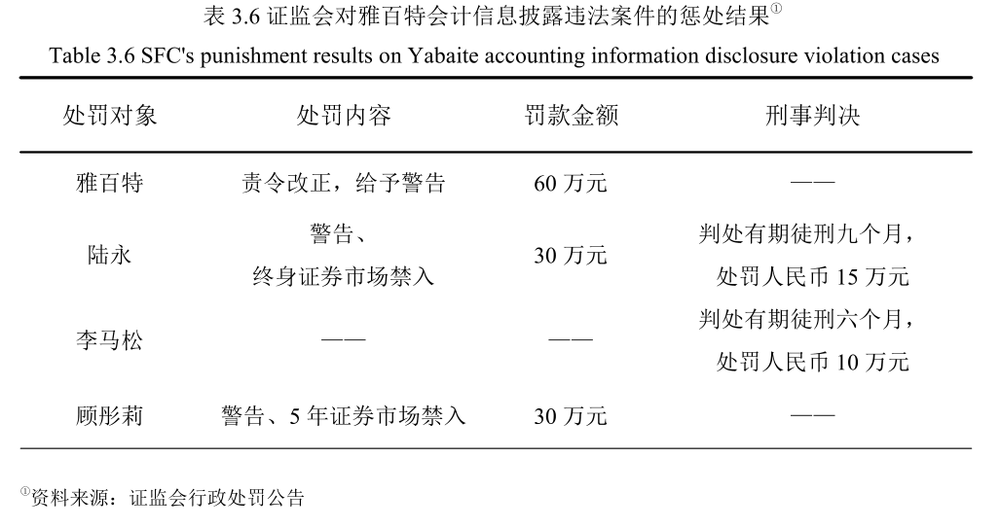 表 3.6 证监会对雅百特会计信息披露违法案件的惩处结果①
Table 3.6 SFC's punishment results on Yabaite accounting information disclosure violation cases
处罚对象 处罚内容 罚款金额 刑事判决
雅百特 责令改正，给予警告 60 万元 ——
陆永 警告、 30 万元 判处有期徒刑九个月，
终身证券市场禁入 处罚人民币 15 万元
李马松 —— —— 判处有期徒刑六个月，
处罚人民币 10 万元
顾彤莉 警告、5 年证券市场禁入 30 万元 ——
①资料来源：证监会行政处罚公告